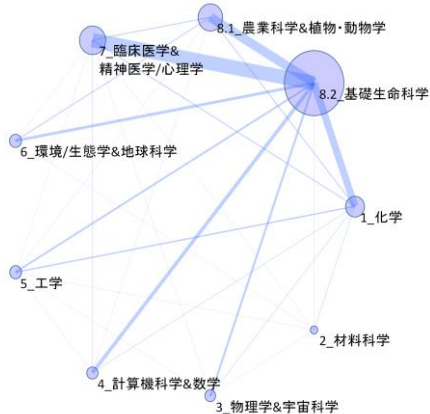 8.1_農業科学&植物・動物学
7_臨床医学&
精神医学/心理学
8.2_基礎生命科学
6_環境/生態学&地球科学
1_化学
5_工学
2_材料科学
4_計算機科学&数学
3_物理学&宇宙科学